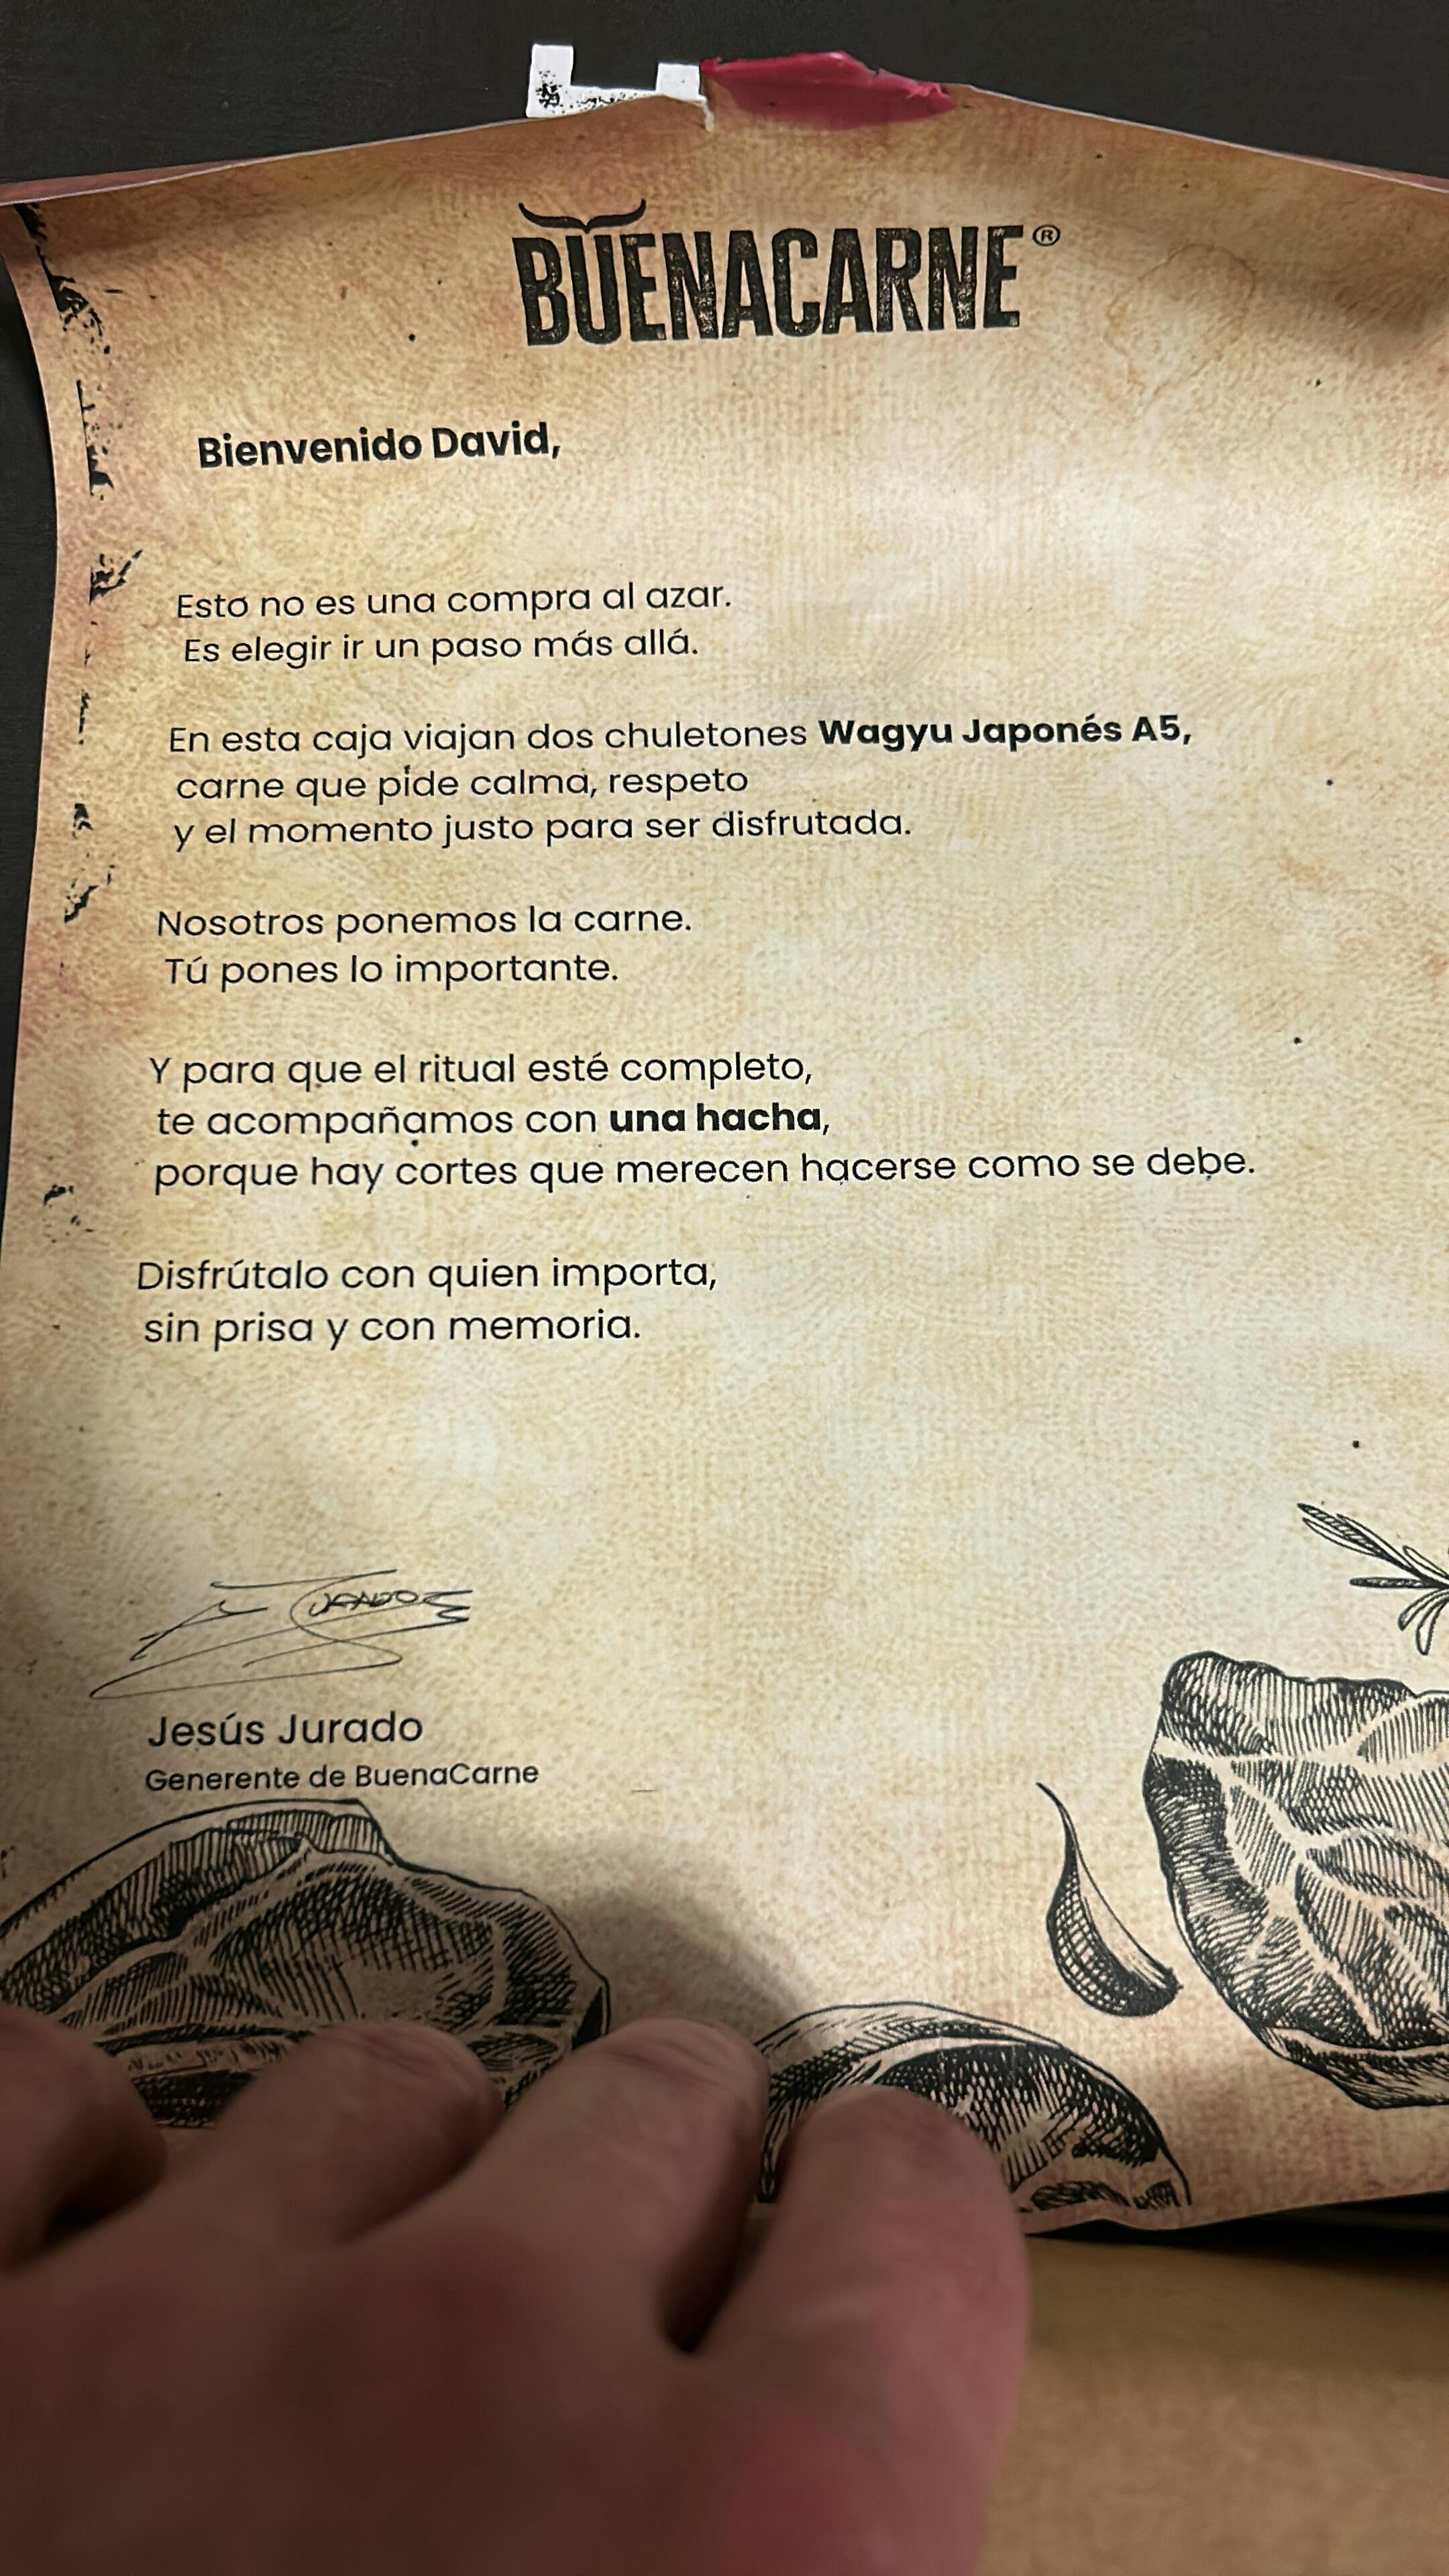 BUENACARNE®
Bienvenido David,
Esto no es una compra al azar.
Es elegir ir un paso más allá.
En esta caja viajan dos chuletones Wagyu Japonés A5,
carne que pide calma, respeto
y el momento justo para ser disfrutada.
Nosotros ponemos la carne.
Tú pones lo importante.
Y para que el ritual esté completo,
te acompañamos con una hacha,
porque hay cortes que merecen hacerse como se debe.
Disfrútalo con quien importa,
sin prisa y con memoria.
Jesús Jurado
Generente de BuenaCarne